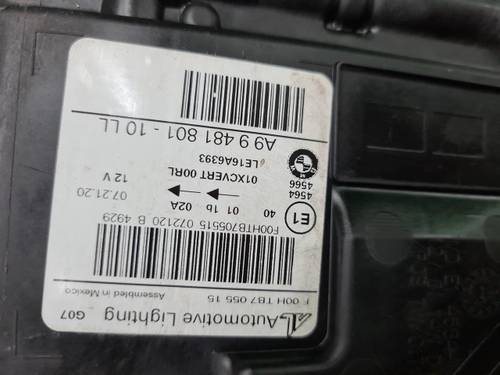 Automotive Lighting G07
F 00H TB7 055 15
Assembled in Mexico
F00HTB705515 072120 B 4929
E1
40
01 1b 02A
07.21.20
4564
4566
12 V
01XCVERT 00RL
LE16A6393
A9 9 481 801 - 10 LL